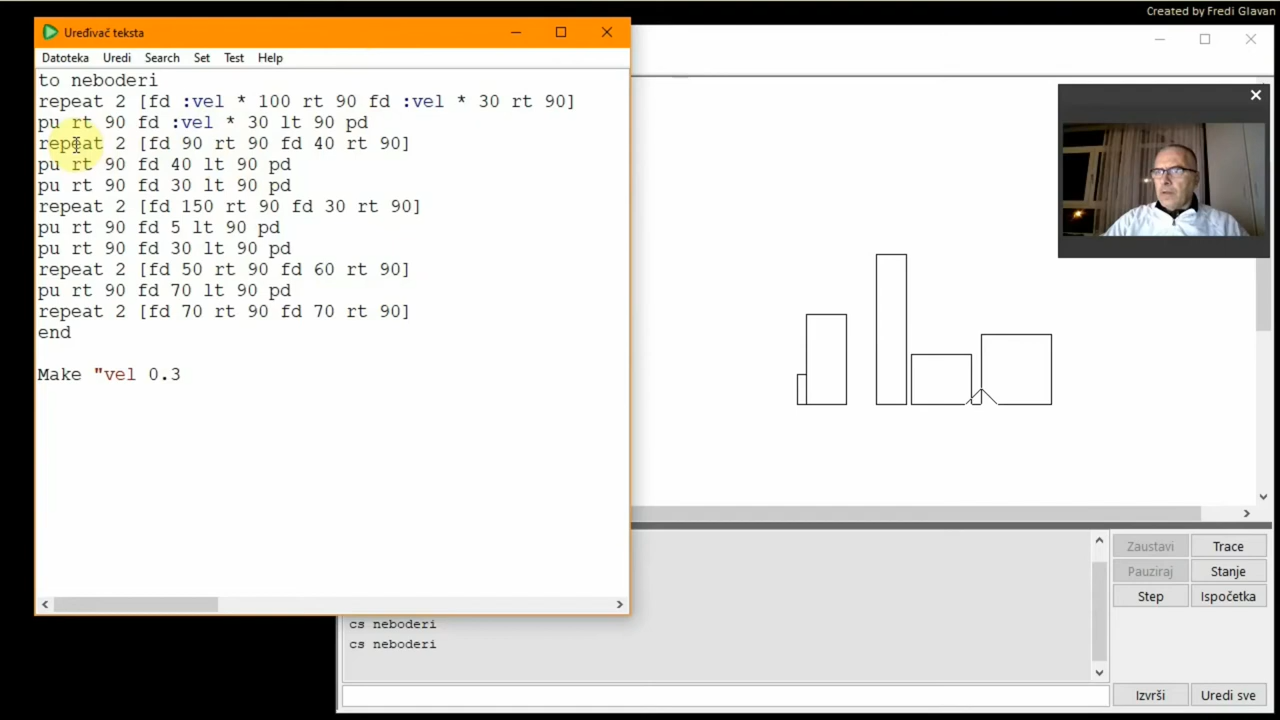 Created by Fredi Glavan
Uređivač teksta
Datoteka Uredi Search Set Test Help
to neboderi
repeat 2 [fd :vel * 100 rt 90 fd :vel * 30 rt 90]
pu rt 90 fd :vel * 30 lt 90 pd
repeat 2 [fd 90 rt 90 fd 40 rt 90]
pu rt 90 fd 40 lt 90 pd
pu rt 90 fd 30 lt 90 pd
repeat 2 [fd 150 rt 90 fd 30 rt 90]
pu rt 90 fd 5 lt 90 pd
pu rt 90 fd 30 lt 90 pd
repeat 2 [fd 50 rt 90 fd 60 rt 90]
pu rt 90 fd 70 lt 90 pd
repeat 2 [fd 70 rt 90 fd 70 rt 90]
end
Make "vel 0.3
cs neboderi
cs neboderi
Zaustavi Trace
Pauziraj Stanje
Step Ispočetka
Izvrši Uredi sve